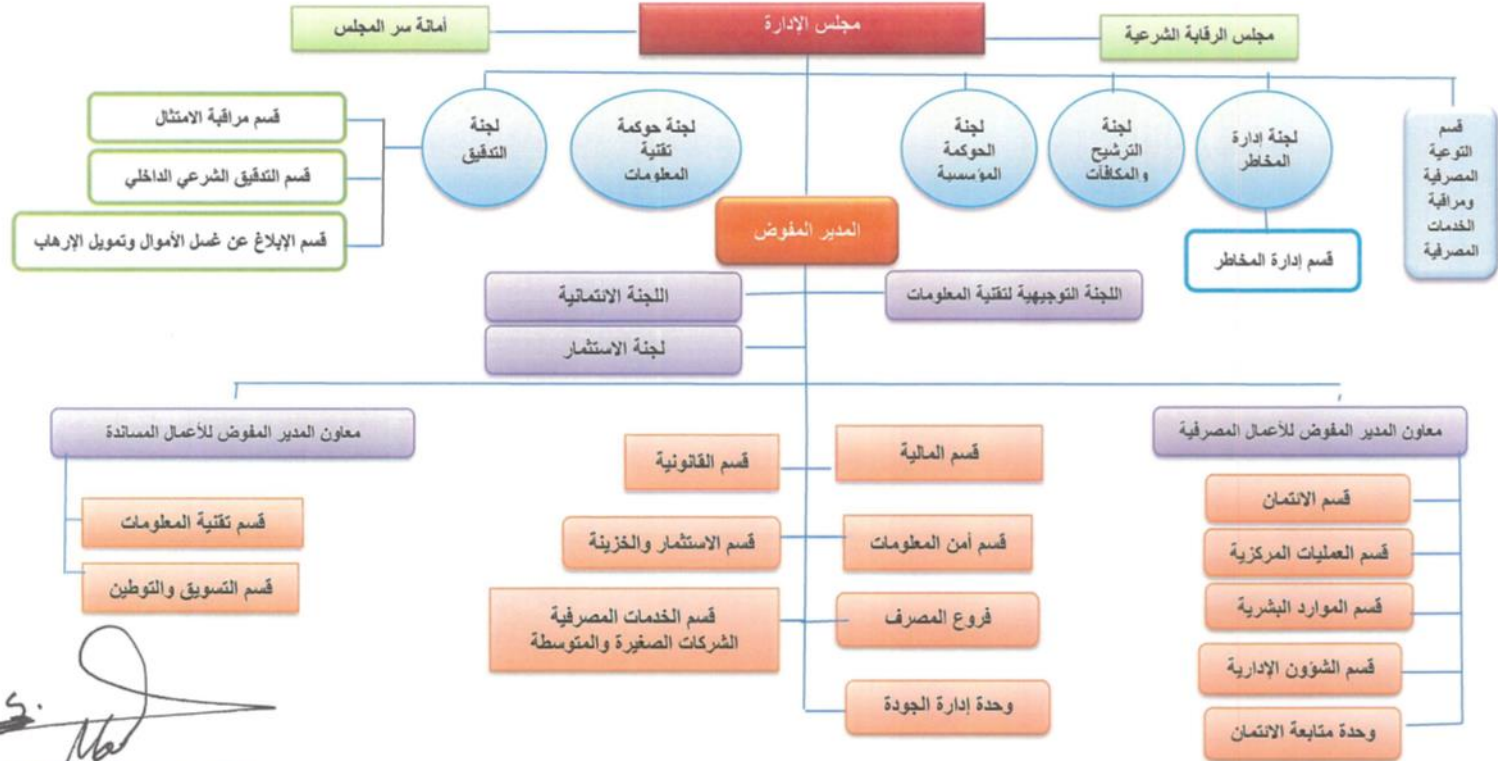 مجلس الإدارة
مجلس الرقابة الشرعية
أمانة سر المجلس
قسم
التوعية
المصرفية
ومراقبة
الخدمات
المصرفية
لجنة إدارة
المخاطر
لجنة
الترشيح
والمكافآت
لجنة
الحوكمة
المؤسسية
لجنة حوكمة
تقنية
المعلومات
لجنة
التدقيق
قسم مراقبة الامتثال
قسم التدقيق الشرعي الداخلي
قسم الإبلاغ عن غسل الأموال وتمويل الإرهاب
قسم إدارة المخاطر
المدير المفوض
اللجنة التوجيهية لتقنية المعلومات
اللجنة الائتمانية
لجنة الاستثمار
معاون المدير المفوض للأعمال المصرفية
قسم الائتمان
قسم العمليات المركزية
قسم الموارد البشرية
قسم الشؤون الإدارية
وحدة متابعة الائتمان
قسم المالية
قسم القانونية
قسم أمن المعلومات
قسم الاستثمار والخزينة
فروع المصرف
قسم الخدمات المصرفية
الشركات الصغيرة والمتوسطة
وحدة إدارة الجودة
معاون المدير المفوض للأعمال المساندة
قسم تقنية المعلومات
قسم التسويق والتوطين